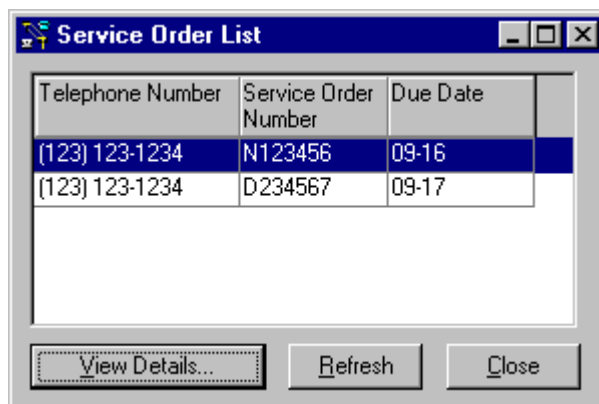 Service Order List
Telephone Number Service Order Number Due Date
(123) 123-1234 N123456 09-16
(123) 123-1234 D234567 09-17
View Details... Refresh Close